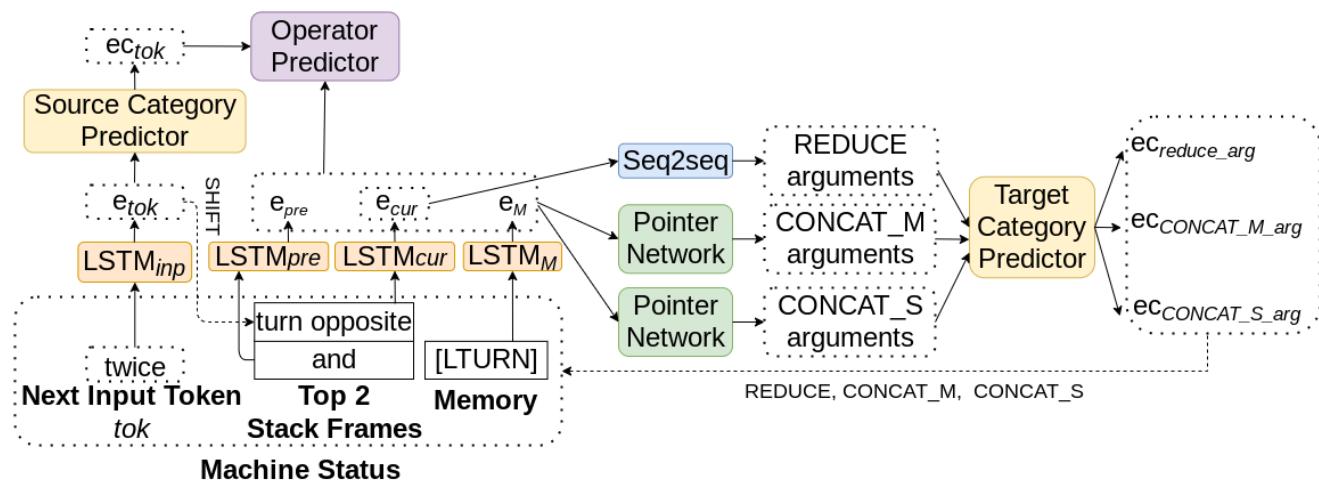 ec_tok
Operator
Predictor
Source Category
Predictor
e_tok
SHIFT
e_pre
e_cur
e_M
LSTM_inp
LSTMpre
LSTMcur
LSTM_M
turn opposite
and
twice
[LTURN]
Next Input Token
tok
Top 2
Stack Frames
Memory
Machine Status
Seq2seq
REDUCE
arguments
Pointer
Network
CONCAT_M
arguments
Pointer
Network
CONCAT_S
arguments
Target
Category
Predictor
ec_reduce_arg
ec_CONCAT_M_arg
ec_CONCAT_S_arg
REDUCE, CONCAT_M, CONCAT_S